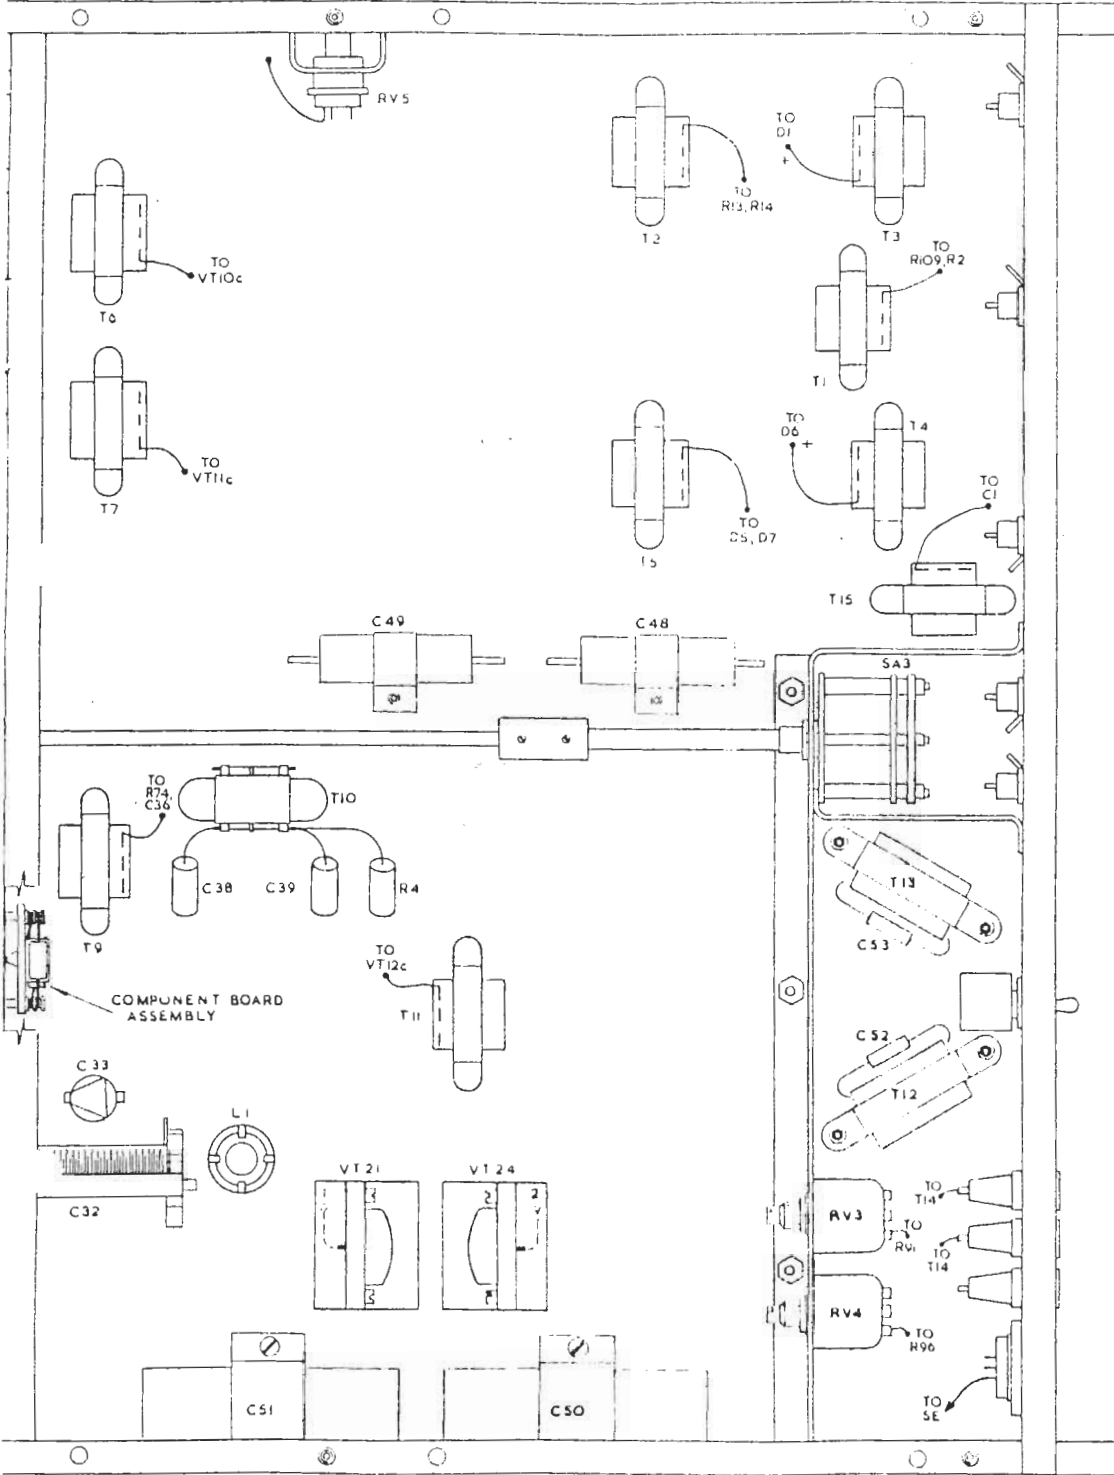 RV5
TO
D1
+
TO
R13, R14
T2
T3
TO
R109, R2
TO
VT10c
T6
T1
TO
D6
+
T4
TO
VT11c
T7
TO
C1
TO
D5, D7
T5
T15
C49
C48
SA3
TO
R74,
C36
T10
C38
C39
R4
T13
C53
T9
TO
VT12c
T11
COMPONENT BOARD
ASSEMBLY
C52
C33
T12
L1
VT21
VT24
C32
TO
T14
RV3
TO
R91
TO
T14
RV4
TO
R96
TO
SE
C51
C50